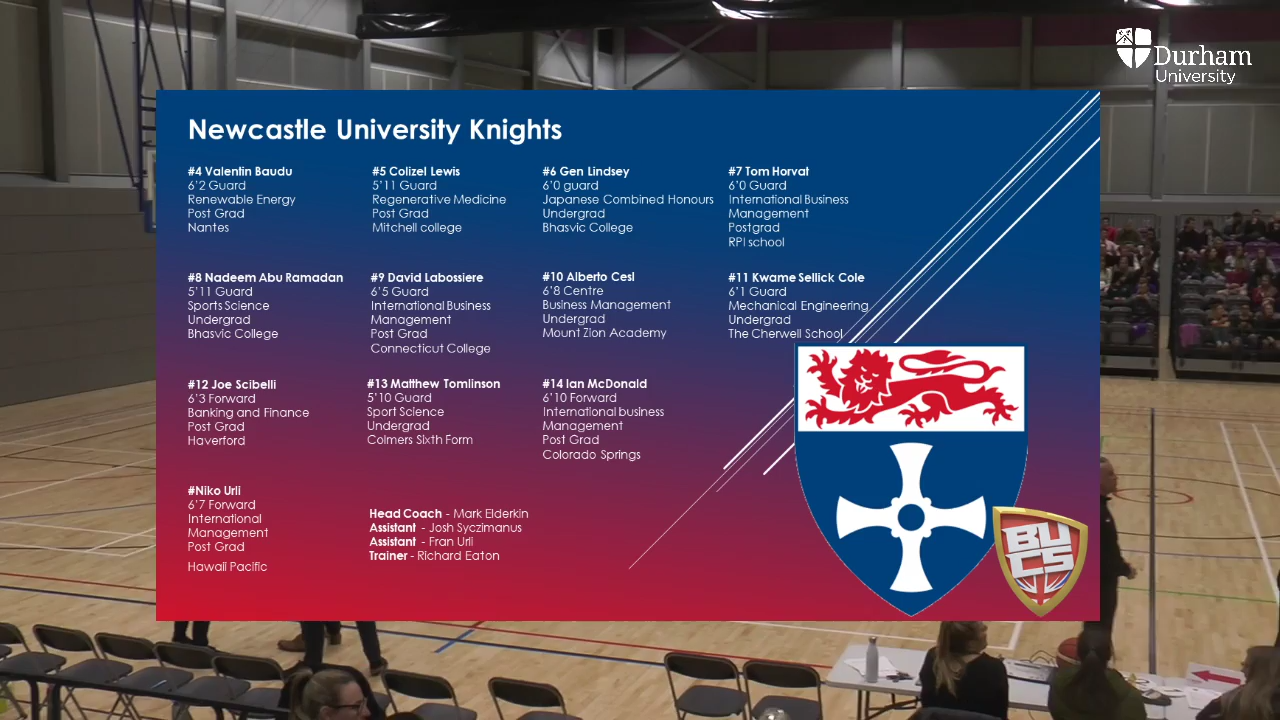 Durham
University
Newcastle University Knights
#4 Valentin Baudu
6'2 Guard
Renewable Energy
Post Grad
Nantes
#5 Colizel Lewis
5'11 Guard
Regenerative Medicine
Post Grad
Mitchell college
#6 Gen Lindsey
6'0 guard
Japanese Combined Honours
Undergrad
Bhasvic College
#7 Tom Horvat
6'0 Guard
International Business
Management
Postgrad
RPI school
#8 Nadeem Abu Ramadan
5'11 Guard
Sports Science
Undergrad
Bhasvic College
#9 David Labossiere
6'5 Guard
International Business
Management
Post Grad
Connecticut College
#10 Alberto Cesl
6'8 Centre
Business Management
Undergrad
Mount Zion Academy
#11 Kwame Sellick Cole
6'1 Guard
Mechanical Engineering
Undergrad
The Cherwell School
#12 Joe Scibelli
6'3 Forward
Banking and Finance
Post Grad
Haverford
#13 Matthew Tomlinson
5'10 Guard
Sport Science
Undergrad
Colmers Sixth Form
#14 Ian McDonald
6'10 Forward
International business
Management
Post Grad
Colorado Springs
#Niko Urli
6'7 Forward
International
Management
Post Grad
Hawaii Pacific
Head Coach - Mark Elderkin
Assistant - Josh Syczimanus
Assistant - Fran Urli
Trainer - Richard Eaton
BUCS